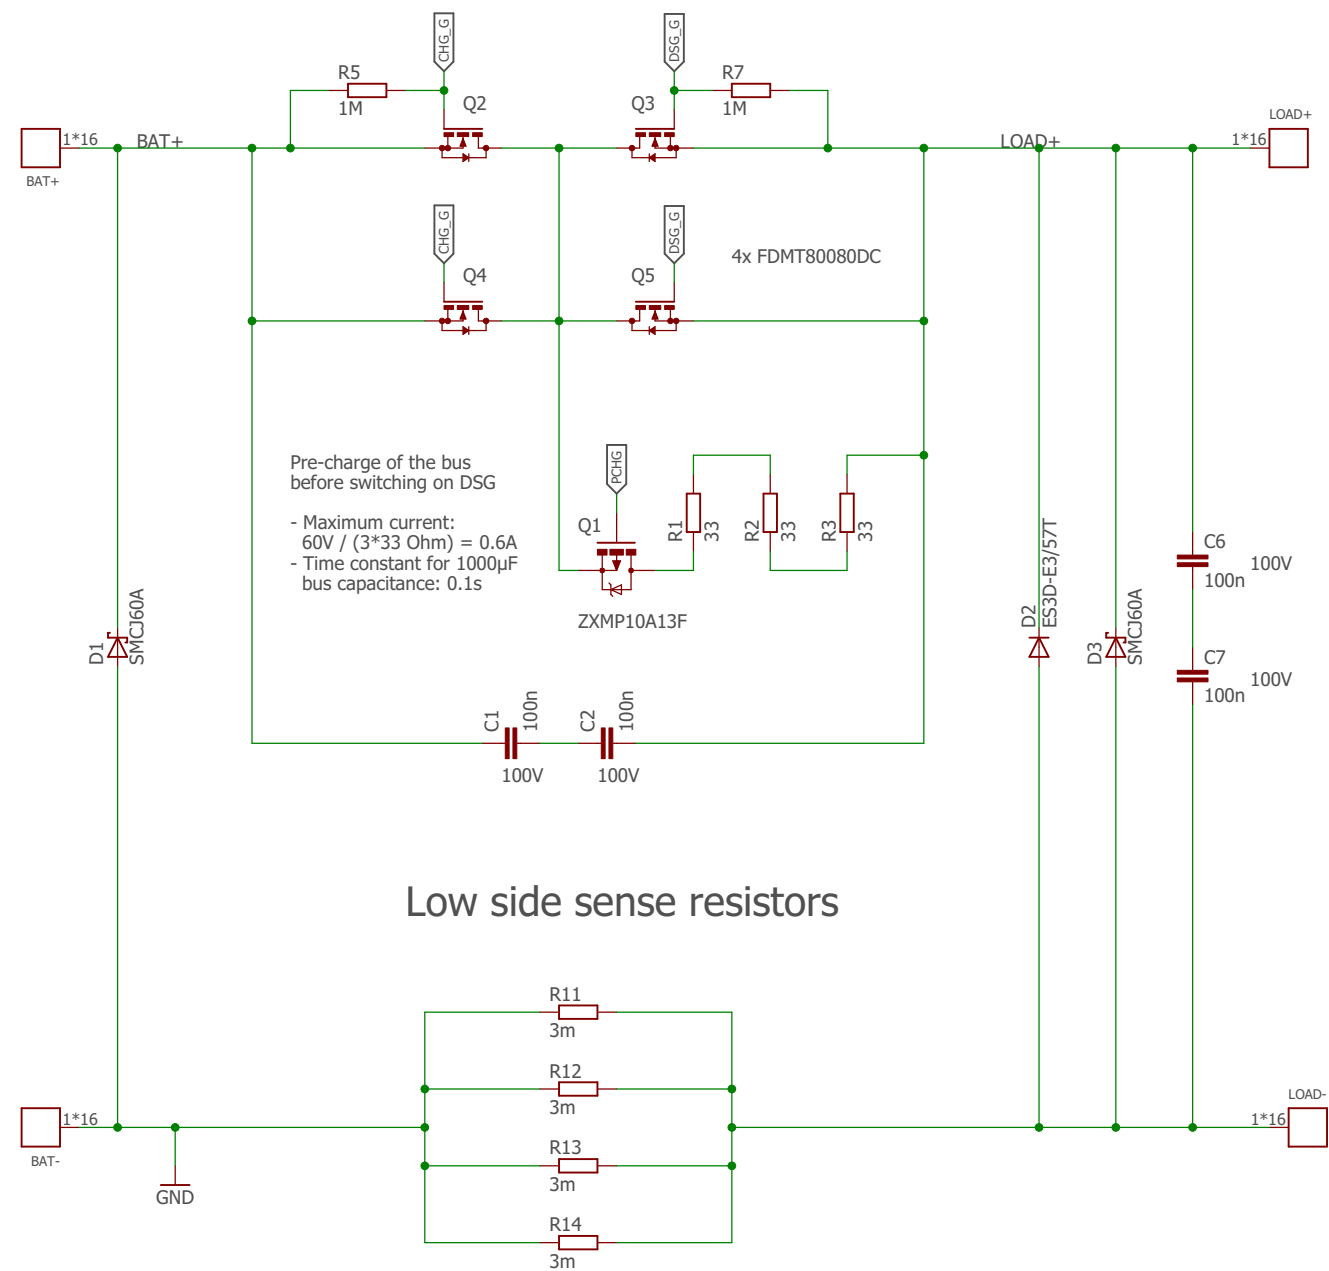 CHG_G
DSG_G
R5
1M
Q2
Q3
R7
1M
1*16
BAT+
BAT+
LOAD+
1*16
LOAD+
CHG_G
DSG_G
Q4
Q5
4x FDMT80080DC
Pre-charge of the bus
before switching on DSG
- Maximum current:
60V / (3*33 Ohm) = 0.6A
- Time constant for 1000µF
bus capacitance: 0.1s
PCHG
Q1
ZXMP10A13F
R1
33
R2
33
R3
33
D1
SMCJ60A
D2
ES3D-E3/57T
D3
SMCJ60A
C6
100V
100n
C7
100V
100n
C1
100n
100V
C2
100n
100V
Low side sense resistors
R11
3m
R12
3m
R13
3m
R14
3m
1*16
BAT-
GND
LOAD-
1*16